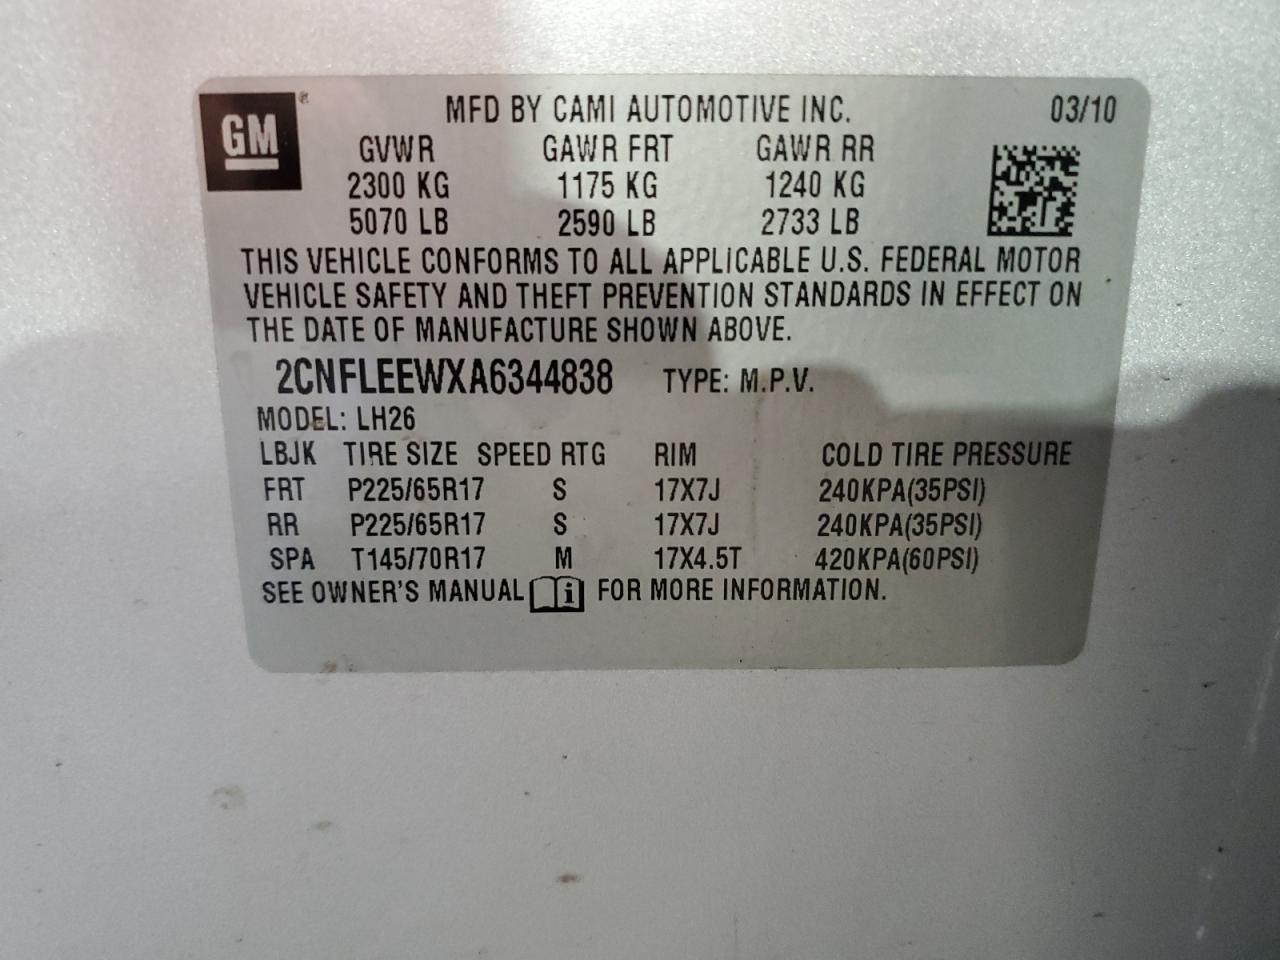 GM
MFD BY CAMI AUTOMOTIVE INC. 03/10
GVWR GAWR FRT GAWR RR
2300 KG 1175 KG 1240 KG
5070 LB 2590 LB 2733 LB
THIS VEHICLE CONFORMS TO ALL APPLICABLE U.S. FEDERAL MOTOR
VEHICLE SAFETY AND THEFT PREVENTION STANDARDS IN EFFECT ON
THE DATE OF MANUFACTURE SHOWN ABOVE.
2CNFLEEWXA6344838 TYPE: M.P.V.
MODEL: LH26
LBJK TIRE SIZE SPEED RTG RIM COLD TIRE PRESSURE
FRT P225/65R17 S 17X7J 240KPA(35PSI)
RR P225/65R17 S 17X7J 240KPA(35PSI)
SPA T145/70R17 M 17X4.5T 420KPA(60PSI)
SEE OWNER'S MANUAL i FOR MORE INFORMATION.